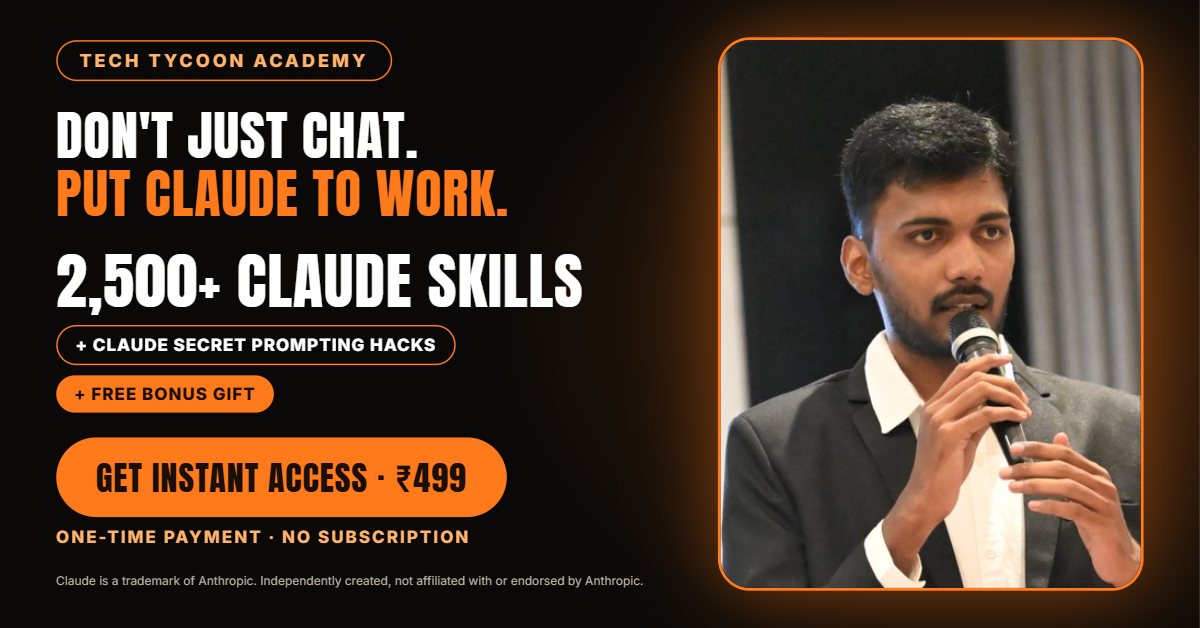 TECH TYCOON ACADEMY
DON'T JUST CHAT.
PUT CLAUDE TO WORK.
2,500+ CLAUDE SKILLS
+ CLAUDE SECRET PROMPTING HACKS
+ FREE BONUS GIFT
GET INSTANT ACCESS · ₹499
ONE-TIME PAYMENT · NO SUBSCRIPTION
Claude is a trademark of Anthropic. Independently created, not affiliated with or endorsed by Anthropic.